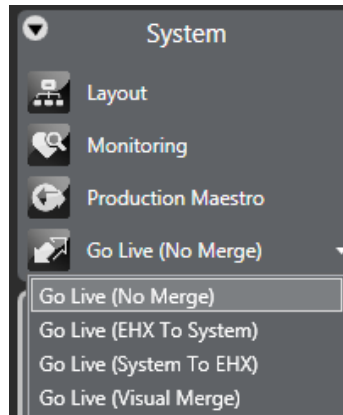 System
Layout
Monitoring
Production Maestro
Go Live (No Merge)
Go Live (No Merge)
Go Live (EHX To System)
Go Live (System To EHX)
Go Live (Visual Merge)